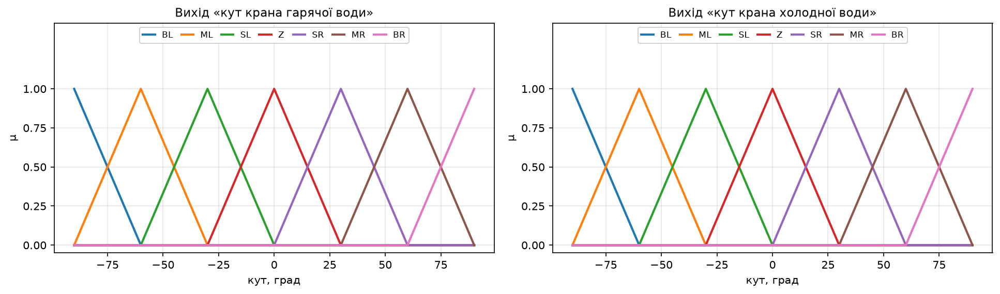 Вихід «кут крана гарячої води»
BL ML SL Z SR MR BR
1.00
0.75
0.50
0.25
0.00
μ
−75 −50 −25 0 25 50 75
кут, град
Вихід «кут крана холодної води»
BL ML SL Z SR MR BR
1.00
0.75
0.50
0.25
0.00
μ
−75 −50 −25 0 25 50 75
кут, град